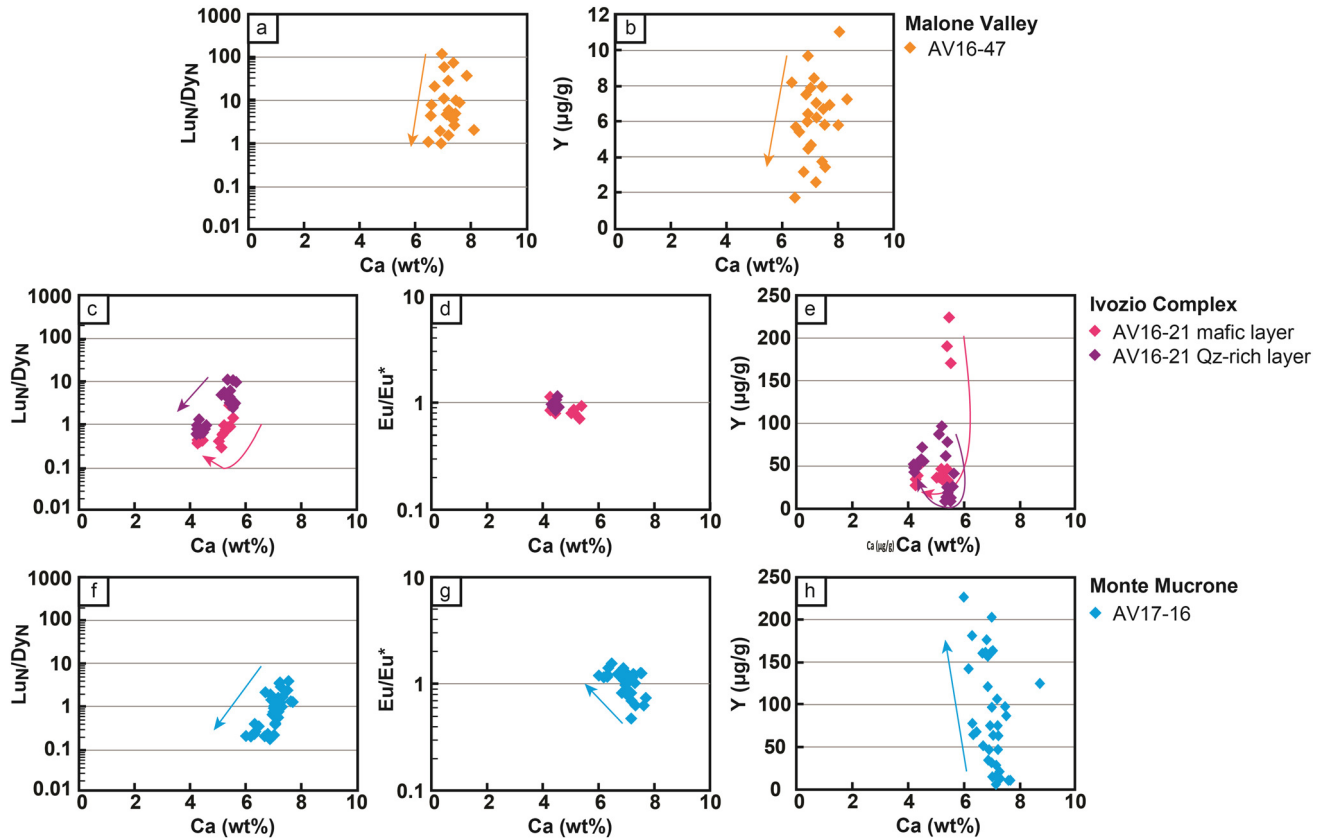 a
LuN/DyN
1000
100
10
1
0.1
0.01
0 2 4 6 8 10
Ca (wt%)
b
Y (µg/g)
12
10
8
6
4
2
0
0 2 4 6 8 10
Ca (wt%)
Malone Valley
AV16-47
c
LuN/DyN
1000
100
10
1
0.1
0.01
0 2 4 6 8 10
Ca (wt%)
d
Eu/Eu*
10
1
0.1
0 2 4 6 8 10
Ca (wt%)
e
Y (µg/g)
250
200
150
100
50
0
0 2 4 6 8 10
Ca (µg/g) Ca (wt%)
Ivozio Complex
AV16-21 mafic layer
AV16-21 Qz-rich layer
f
LuN/DyN
1000
100
10
1
0.1
0.01
0 2 4 6 8 10
Ca (wt%)
g
Eu/Eu*
10
1
0.1
0 2 4 6 8 10
Ca (wt%)
h
Y (µg/g)
250
200
150
100
50
0
0 2 4 6 8 10
Ca (wt%)
Monte Mucrone
AV17-16